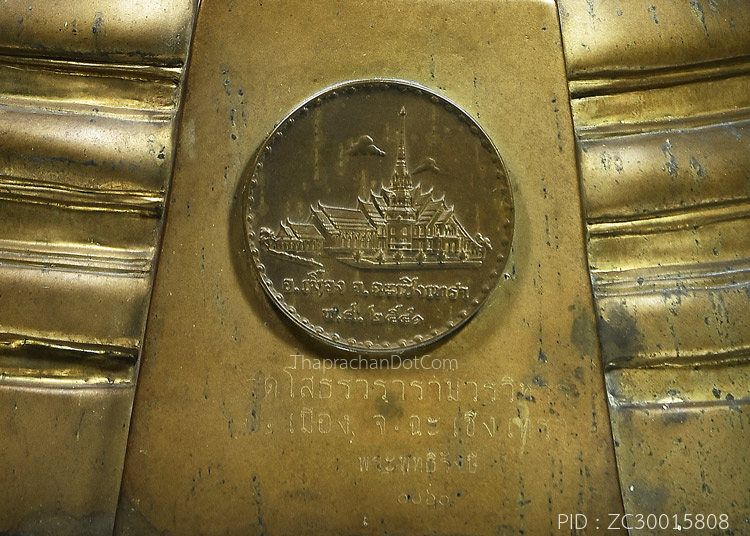 อ.เมือง จ.ฉะเชิงเทรา
พ.ศ. ๒๕๔๑
ThaprachanDotCom
วัดโสธรวรารามวรวิ
อ. เมือง จ. ฉะเชิงเทรา
PID : ZC30015808